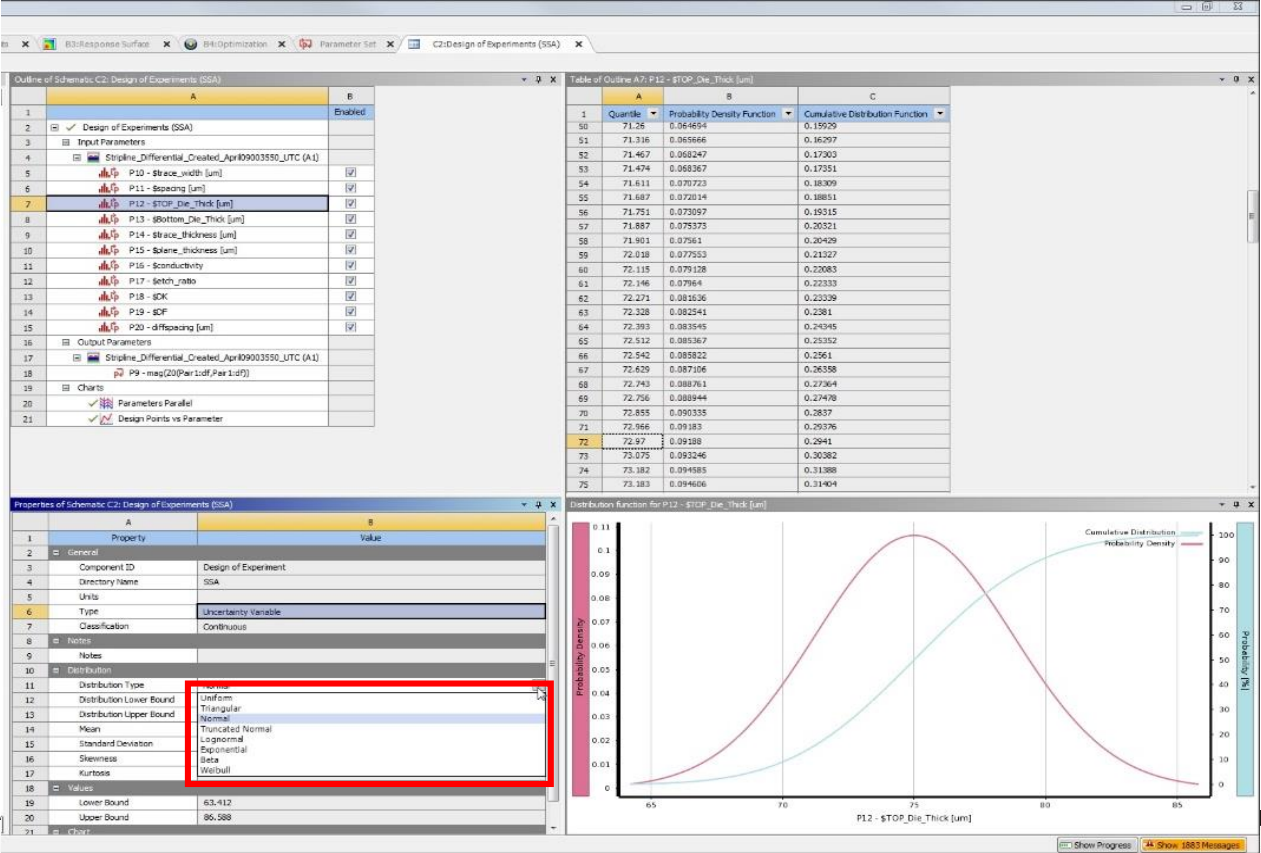 B3:Response Surface
B4:Optimization
Parameter Set
C2:Design of Experiments (SSA)
Outline of Schematic C2: Design of Experiments (SSA)
A B
1 Enabled
2 Design of Experiments (SSA)
3 Input Parameters
4 Stripline_Differential_Created_April09003550_UTC (A1)
5 P10 - $trace_width [um]
6 P11 - $spacing [um]
7 P12 - $TOP_Die_Thick [um]
8 P13 - $Bottom_Die_Thick [um]
9 P14 - $trace_thickness [um]
10 P15 - $plane_thickness [um]
11 P16 - $conductivity
12 P17 - $etch_ratio
13 P18 - $DK
14 P19 - $DF
15 P20 - diffspacing [um]
16 Output Parameters
17 Stripline_Differential_Created_April09003550_UTC (A1)
18 P9 - mag(Z0(Pair1:df,Pair1:df))
19 Charts
20 Parameters Parallel
21 Design Points vs Parameter
Table of Outline A7: P12 - $TOP_Die_Thick [um]
A B C
1 Quantile Probability Density Function Cumulative Distribution Function
50 71.26 0.064694 0.15929
51 71.316 0.065666 0.16297
52 71.467 0.068247 0.17303
53 71.474 0.068367 0.17351
54 71.611 0.070723 0.18309
55 71.687 0.072014 0.18851
56 71.751 0.073097 0.19315
57 71.887 0.075373 0.20321
58 71.901 0.07561 0.20429
59 72.018 0.077553 0.21327
60 72.115 0.079128 0.22083
61 72.146 0.07964 0.22333
62 72.271 0.081636 0.23339
63 72.328 0.082541 0.2381
64 72.393 0.083545 0.24345
65 72.512 0.085367 0.25352
66 72.542 0.085822 0.2561
67 72.629 0.087106 0.26358
68 72.743 0.088761 0.27364
69 72.756 0.088944 0.27478
70 72.855 0.090335 0.2837
71 72.966 0.09183 0.29376
72 72.97 0.09188 0.2941
73 73.075 0.093246 0.30382
74 73.182 0.094585 0.31388
75 73.183 0.094606 0.31404
Properties of Schematic C2: Design of Experiments (SSA)
A B
1 Property Value
2 General
3 Component ID Design of Experiment
4 Directory Name SSA
5 Units
6 Type Uncertainty Variable
7 Classification Continuous
8 Notes
9 Notes
10 Distribution
11 Distribution Type Normal
12 Distribution Lower Bound
13 Distribution Upper Bound
14 Mean
15 Standard Deviation
16 Skewness
17 Kurtosis
Uniform
Triangular
Normal
Truncated Normal
Lognormal
Exponential
Beta
Weibull
18 Values
19 Lower Bound 63.412
20 Upper Bound 86.588
21 Chart
Distribution function for P12 - $TOP_Die_Thick [um]
Cumulative Distribution
Probability Density
Probability Density
0.11
0.1
0.09
0.08
0.07
0.06
0.05
0.04
0.03
0.02
0.01
0
100
90
80
70
60
50
40
30
20
10
0
Probability [%]
65 70 75 80 85
P12 - $TOP_Die_Thick [um]
Show Progress
Show 1883 Messages